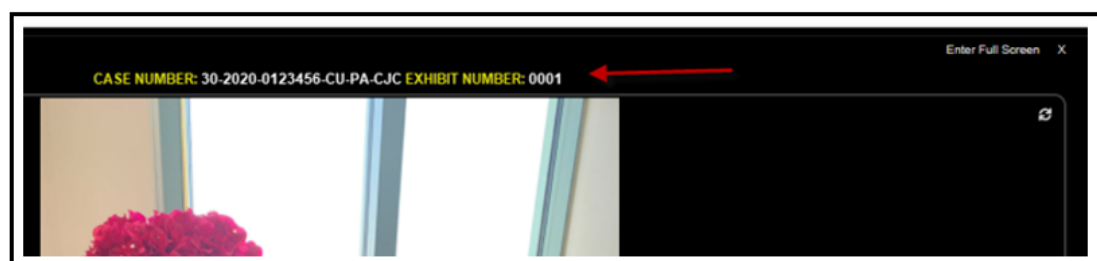 Enter Full Screen X
CASE NUMBER: 30-2020-0123456-CU-PA-CJC EXHIBIT NUMBER: 0001